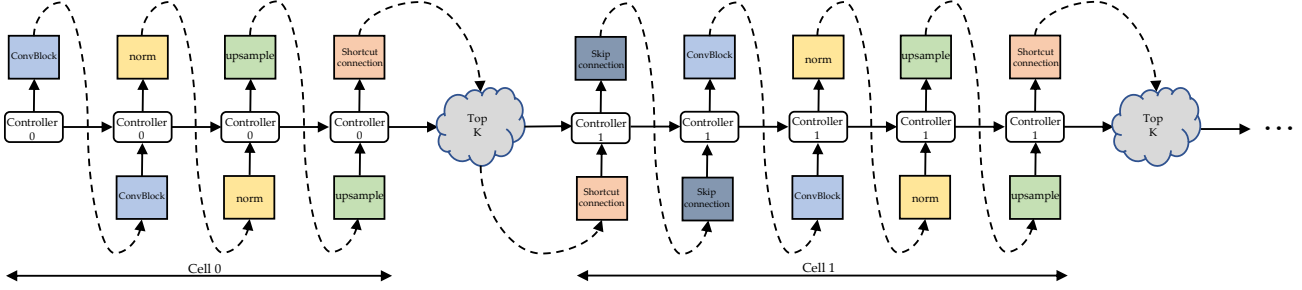 ConvBlock
norm
upsample
Shortcut
connection
Skip
connection
ConvBlock
norm
upsample
Shortcut
connection
Controller
0
Controller
0
Controller
0
Controller
0
Top
K
Controller
1
Controller
1
Controller
1
Controller
1
Controller
1
Top
K
...
ConvBlock
norm
upsample
Shortcut
connection
Skip
connection
ConvBlock
norm
upsample
Cell 0
Cell 1